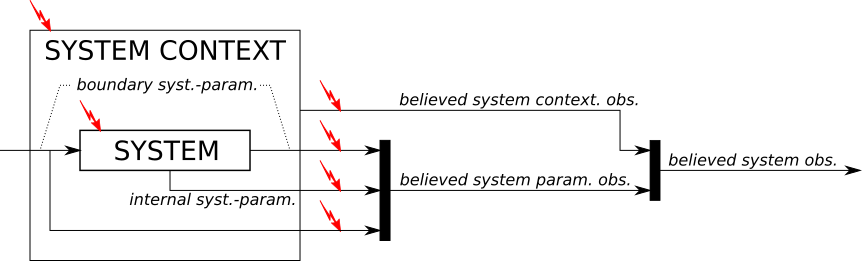 SYSTEM CONTEXT
boundary syst.-param.
believed system context. obs.
SYSTEM
believed system obs.
believed system param. obs.
internal syst.-param.